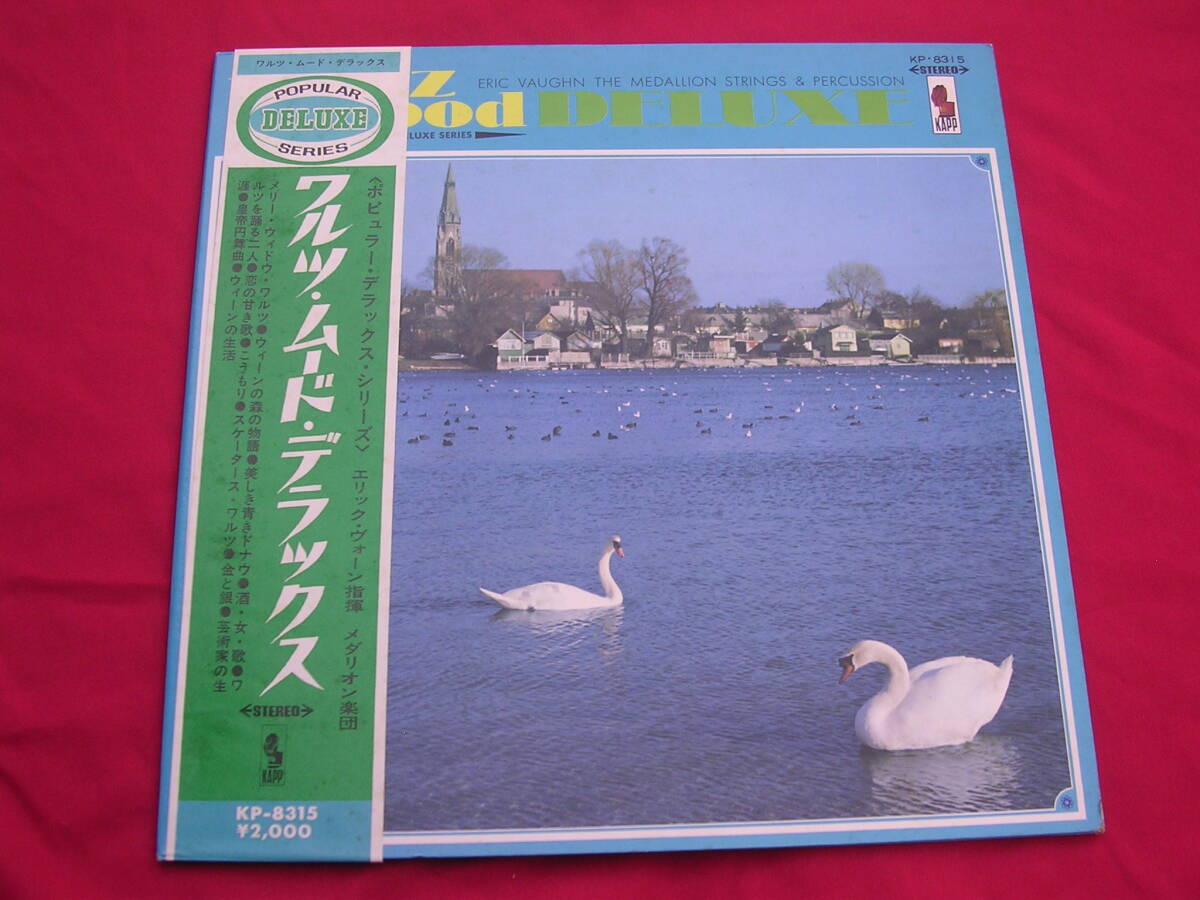 ワルツ・ムード・デラックス
POPULAR
DELUXE
SERIES
〈ポピュラー・デラックス・シリーズ〉 エリック・ヴォーン指揮 メダリオン楽団
ワルツ・ムード・デラックス
メリー・ウィドウ・ワルツ●ウィーンの森の物語●美しき青きドナウ●酒・女・歌●ワ
ルツを踊る二人●恋の甘き歌●こうもり●スケータース・ワルツ●金と銀●芸術家の生
涯●皇帝円舞曲●ウィーンの生活
STEREO
KAPP
KP-8315
¥2,000
Z
ERIC VAUGHN THE MEDALLION STRINGS & PERCUSSION
ood DELUXE
ELUXE SERIES
KP・8315
STEREO
KAPP